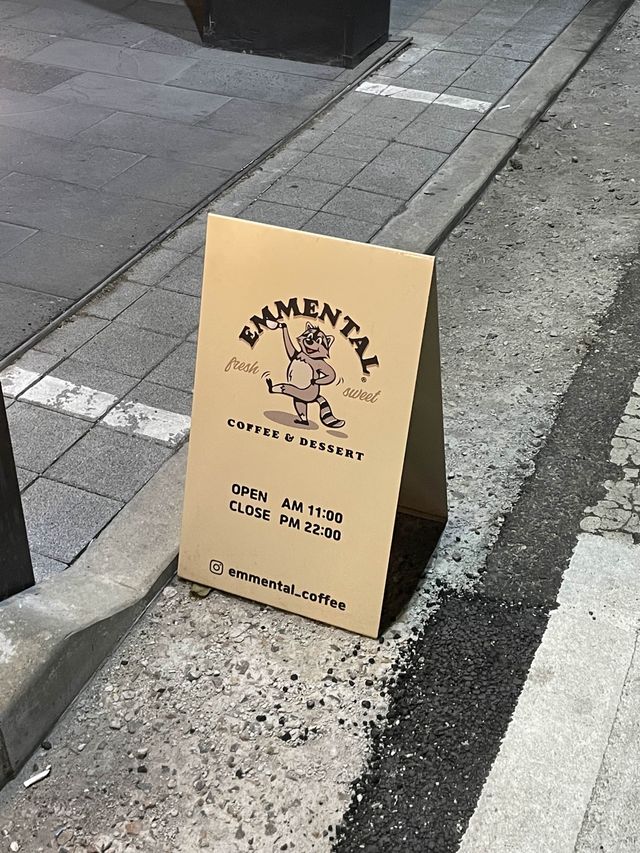 EMMENTAL®
fresh
sweet
COFFEE & DESSERT
OPEN AM 11:00
CLOSE PM 22:00
emmental_coffee